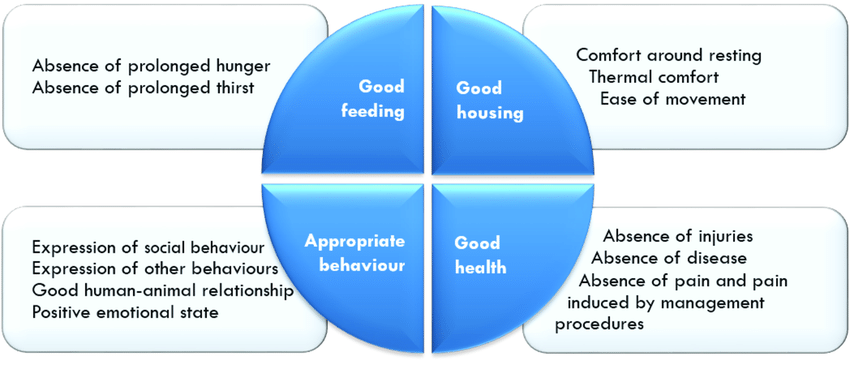 Absence of prolonged hunger
Absence of prolonged thirst
Good
feeding
Good
housing
Comfort around resting
Thermal comfort
Ease of movement
Expression of social behaviour
Expression of other behaviours
Good human-animal relationship
Positive emotional state
Appropriate
behaviour
Good
health
Absence of injuries
Absence of disease
Absence of pain and pain
induced by management
procedures